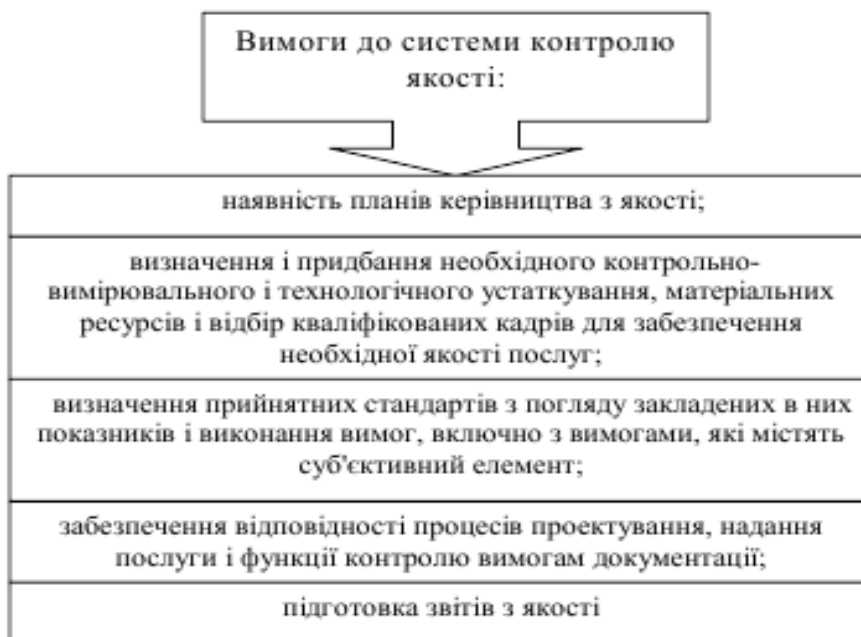 Вимоги до системи контролю
якості:
наявність планів керівництва з якості;
визначення і придбання необхідного контрольно-
вимірювального і технологічного устаткування, матеріальних
ресурсів і відбір кваліфікованих кадрів для забезпечення
необхідної якості послуг;
визначення прийнятних стандартів з погляду закладених в них
показників і виконання вимог, включно з вимогами, які містять
суб'єктивний елемент;
забезпечення відповідності процесів проектування, надання
послуги і функції контролю вимогам документації;
підготовка звітів з якості